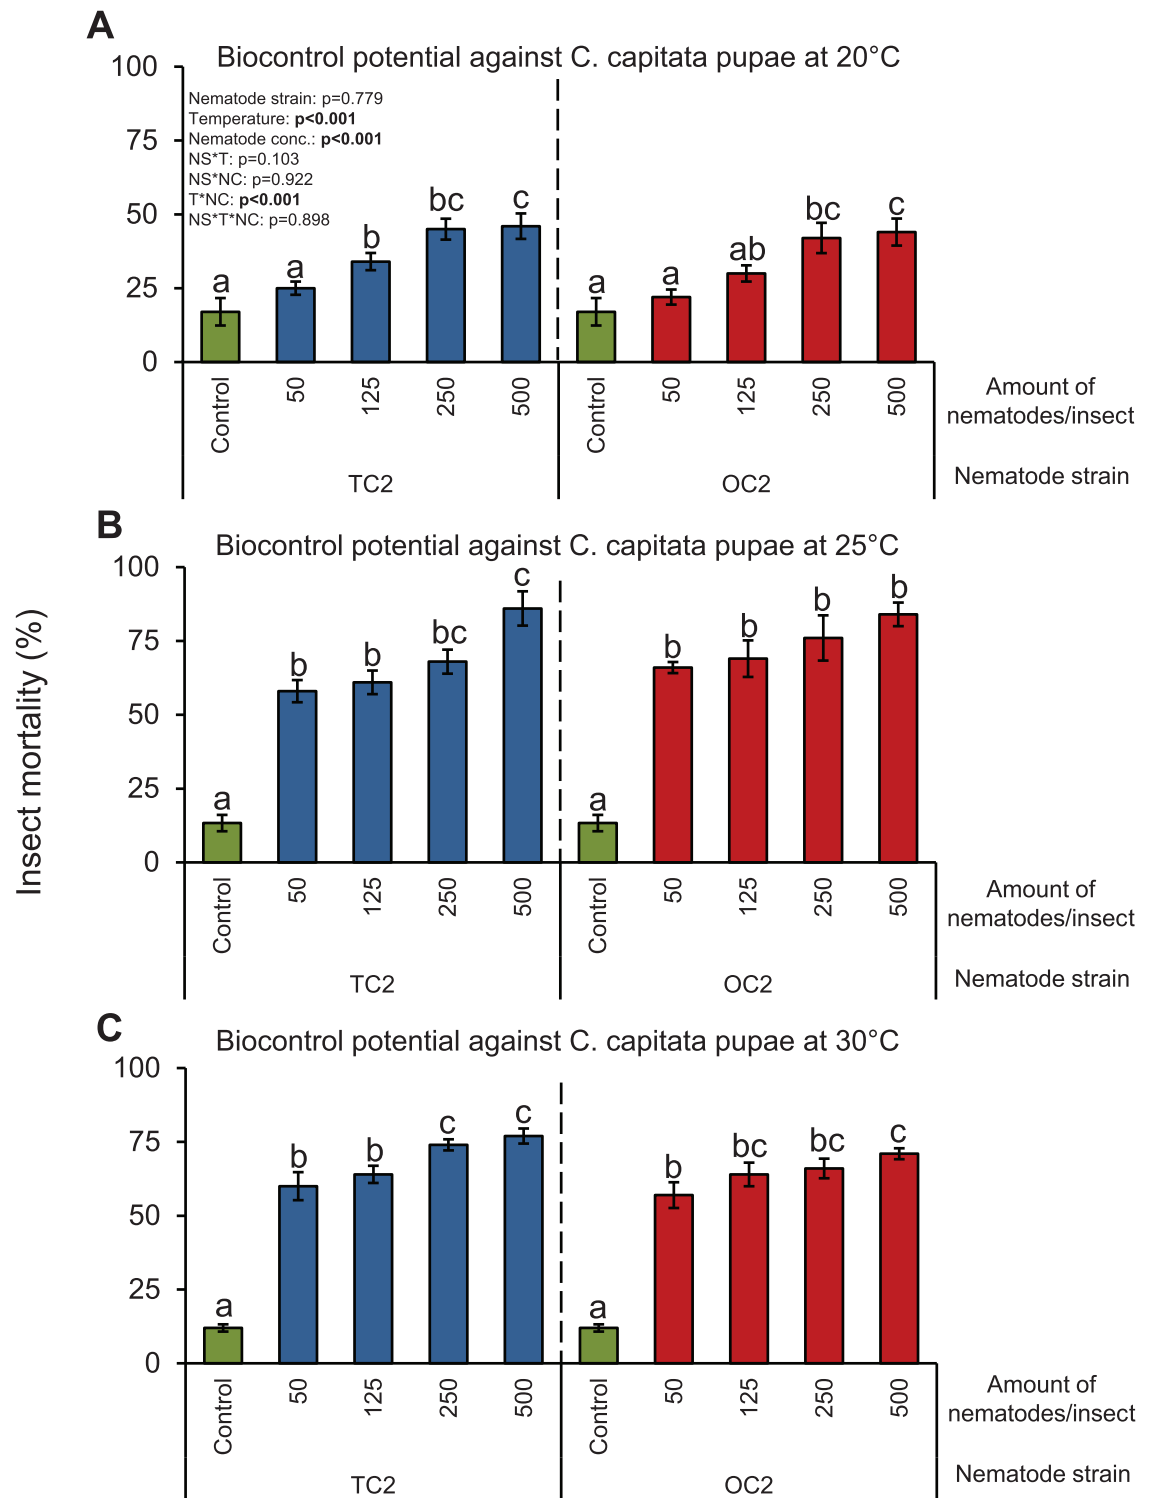 A
Biocontrol potential against C. capitata pupae at 20°C
100
75
50
25
0
Nematode strain: p=0.779
Temperature: p<0.001
Nematode conc.: p<0.001
NS*T: p=0.103
NS*NC: p=0.922
T*NC: p<0.001
NS*T*NC: p=0.898
a a b bc c a a ab bc c
Control 50 125 250 500 Control 50 125 250 500
Amount of
nematodes/insect
TC2 OC2
Nematode strain
B
Biocontrol potential against C. capitata pupae at 25°C
100
75
50
25
0
a b b bc c a b b b b
Control 50 125 250 500 Control 50 125 250 500
Amount of
nematodes/insect
TC2 OC2
Nematode strain
Insect mortality (%)
C
Biocontrol potential against C. capitata pupae at 30°C
100
75
50
25
0
a b b c c a b bc bc c
Control 50 125 250 500 Control 50 125 250 500
Amount of
nematodes/insect
TC2 OC2
Nematode strain